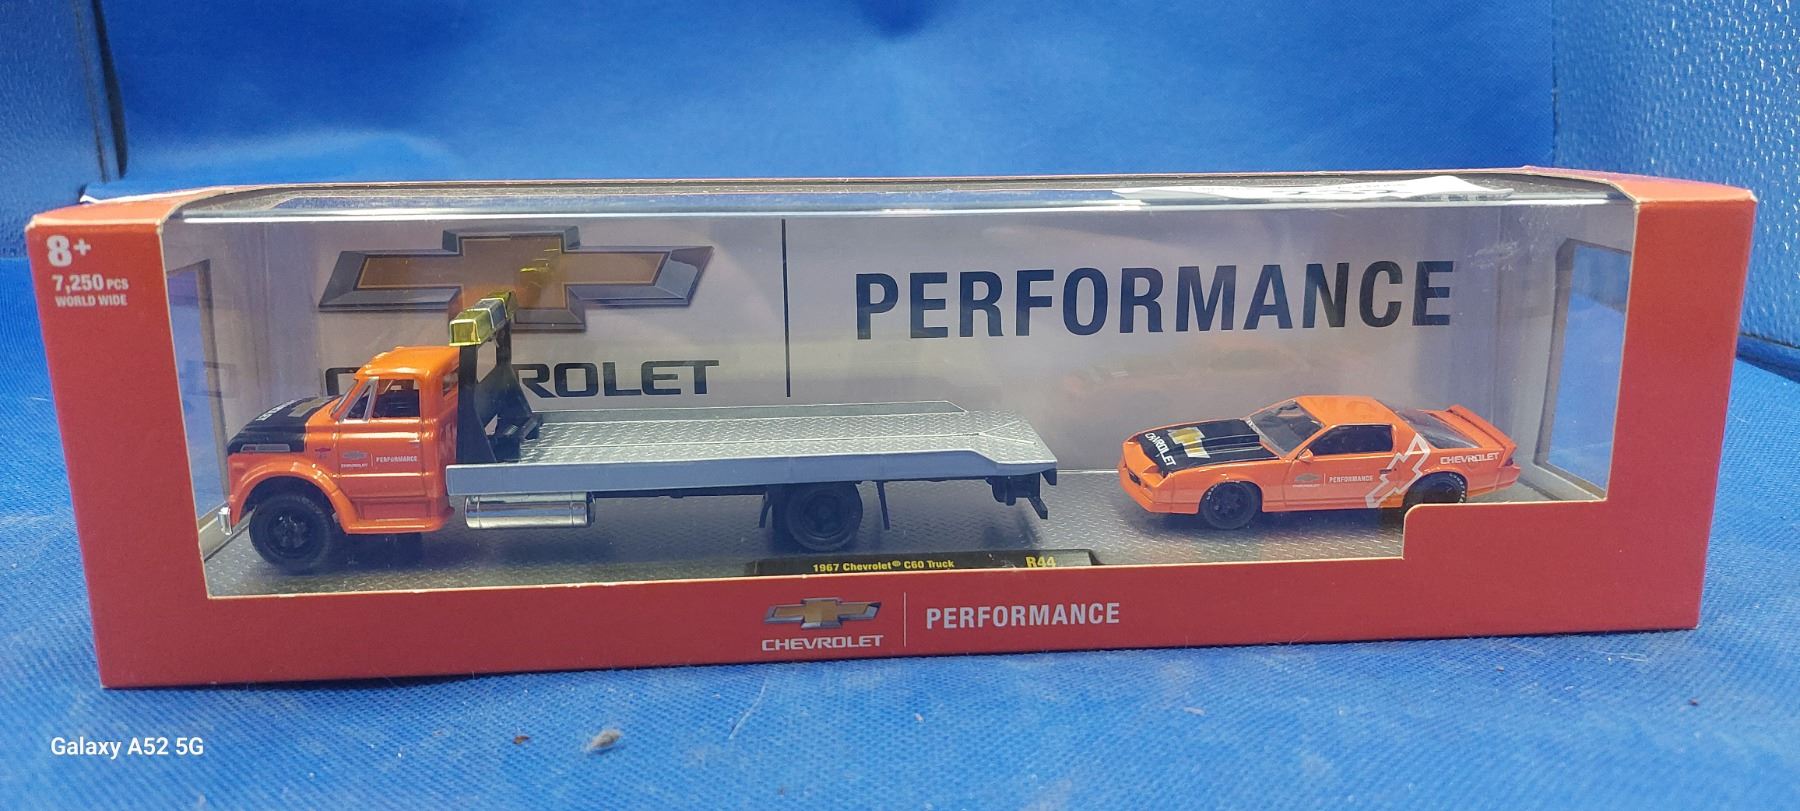 8+
7,250 PCS
WORLD WIDE
PERFORMANCE
ROLET
PERFORMANCE
CHEVROLET
CHEVROLET
PERFORMANCE
1967 Chevrolet® C60 Truck R44
CHEVROLET
PERFORMANCE
Galaxy A52 5G